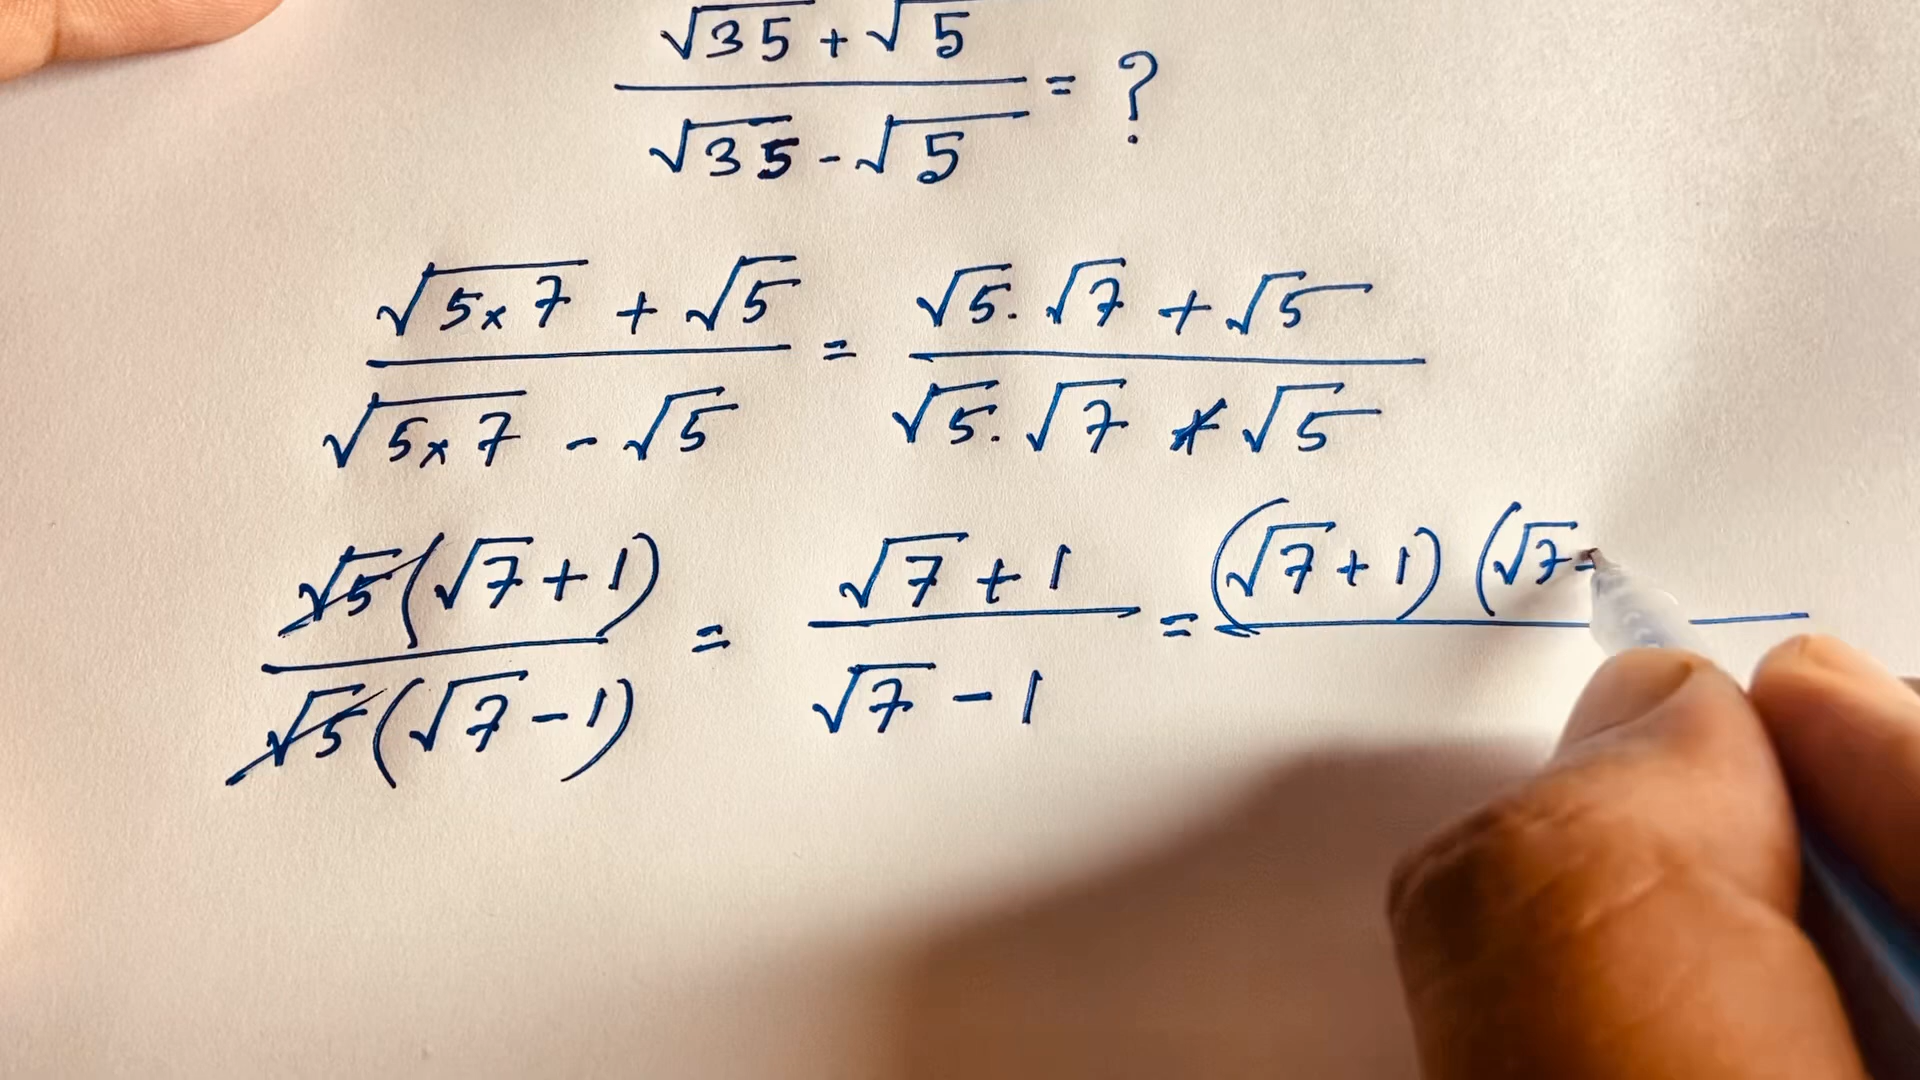 √35 + √5
√35 - √5 = ?
√5×7 + √5 = √5 . √7 + √5
√5×7 - √5 √5 . √7 - √5
√5 (√7 + 1) = √7 + 1 = (√7 + 1) (√7
√5 (√7 - 1) √7 - 1